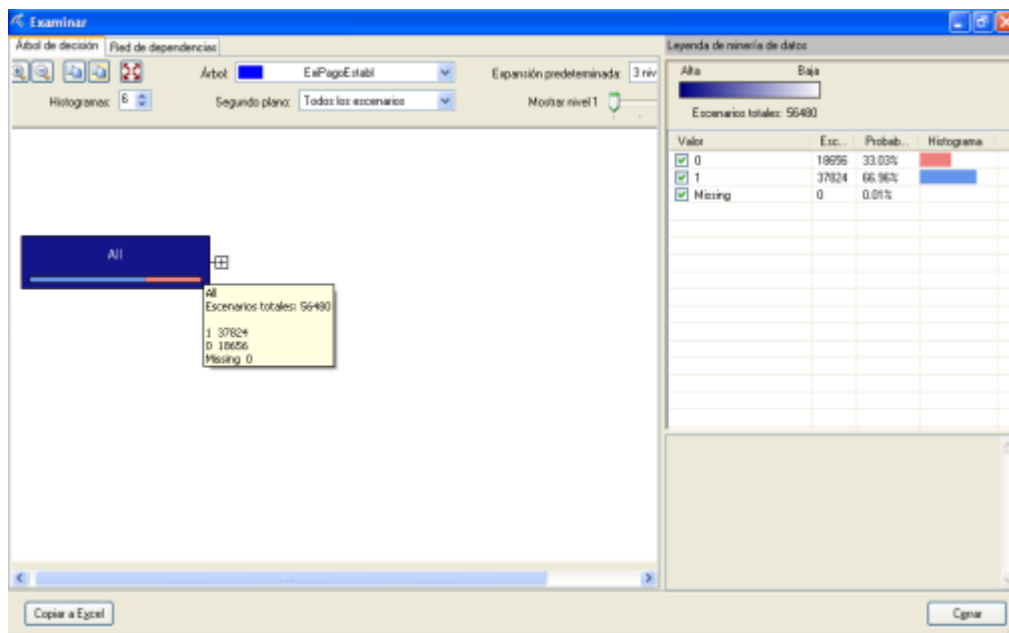 Examinar
Árbol de decisión Red de dependencias
Árbol: EsPagoEstabl Expansión predeterminada: 3 niv
Histogramas: 6 Segundo plano: Todos los escenarios Mostrar nivel 1
All
All
Escenarios totales: 56480
1 37824
0 18656
Missing 0
Leyenda de minería de datos
Alta Baja
Escenarios totales: 56480
Valor Esc... Probab... Histograma
0 18656 33.03%
1 37824 66.96%
Missing 0 0.01%
Copiar a Excel Cerrar